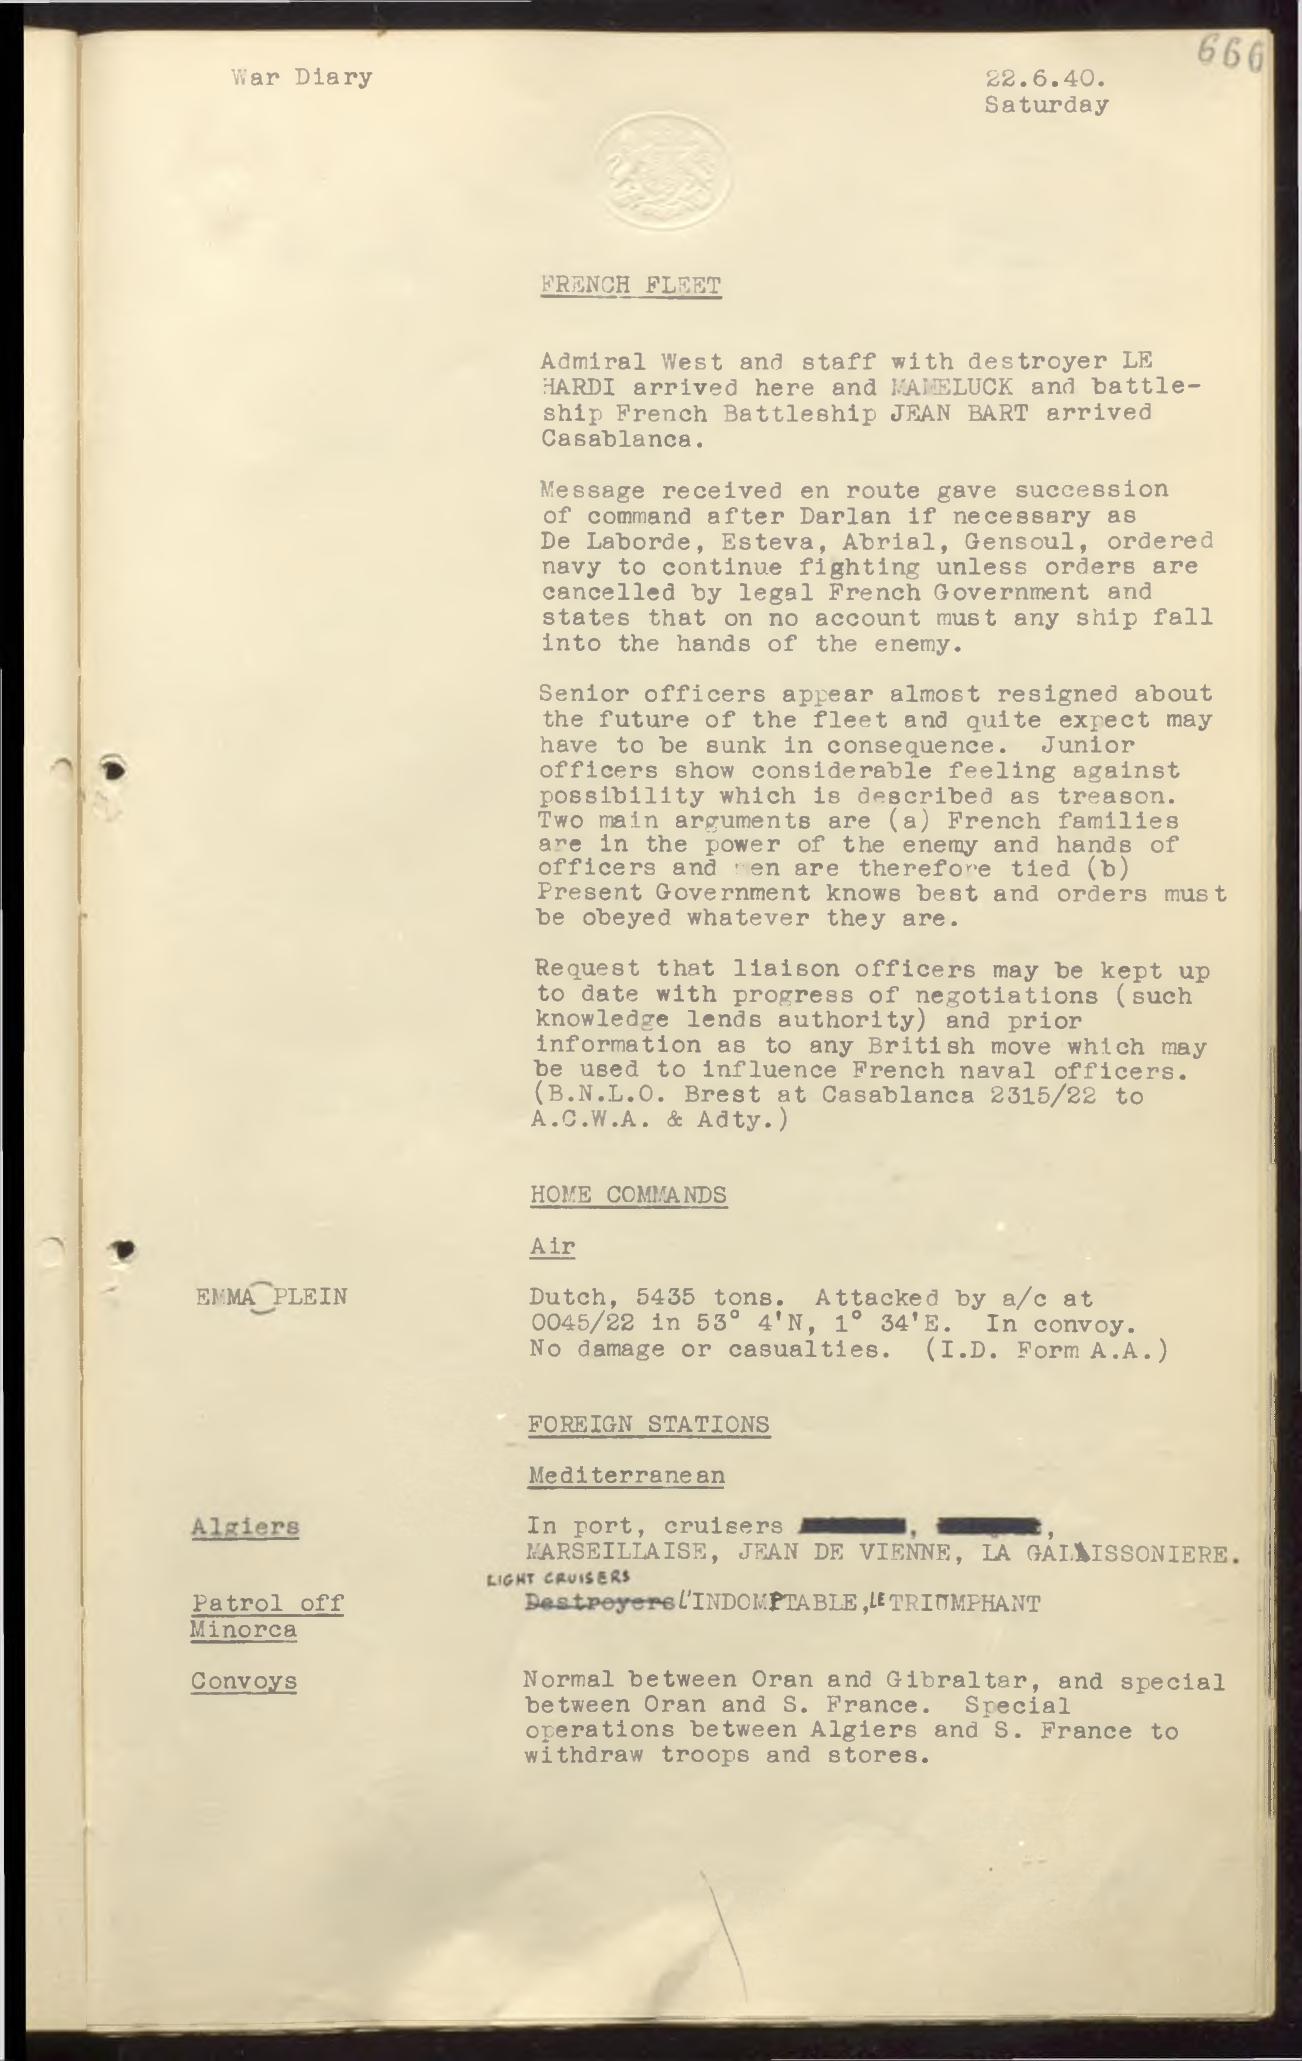 666
War Diary
22.6.40.
Saturday
FRENCH FLEET
Admiral West and staff with destroyer LE
HARDI arrived here and MAMELUCK and battle-
ship French Battleship JEAN BART arrived
Casablanca.
Message received en route gave succession
of command after Darlan if necessary as
De Laborde, Esteva, Abrial, Gensoul, ordered
navy to continue fighting unless orders are
cancelled by legal French Government and
states that on no account must any ship fall
into the hands of the enemy.
Senior officers appear almost resigned about
the future of the fleet and quite expect may
have to be sunk in consequence. Junior
officers show considerable feeling against
possibility which is described as treason.
Two main arguments are (a) French families
are in the power of the enemy and hands of
officers and men are therefore tied (b)
Present Government knows best and orders must
be obeyed whatever they are.
Request that liaison officers may be kept up
to date with progress of negotiations (such
knowledge lends authority) and prior
information as to any British move which may
be used to influence French naval officers.
(B.N.L.O. Brest at Casablanca 2315/22 to
A.C.W.A. & Adty.)
HOME COMMANDS
Air
EMMA PLEIN
Dutch, 5435 tons. Attacked by a/c at
0045/22 in 53° 4'N, 1° 34'E. In convoy.
No damage or casualties. (I.D. Form A.A.)
FOREIGN STATIONS
Mediterranean
Algiers
In port, cruisers , ,
MARSEILLAISE, JEAN DE VIENNE, LA GALISSONIERE.
LIGHT CRUISERS
Patrol off
Minorca
Destroyers L'INDOMPTABLE, LE TRIUMPHANT
Convoys
Normal between Oran and Gibraltar, and special
between Oran and S. France. Special
operations between Algiers and S. France to
withdraw troops and stores.